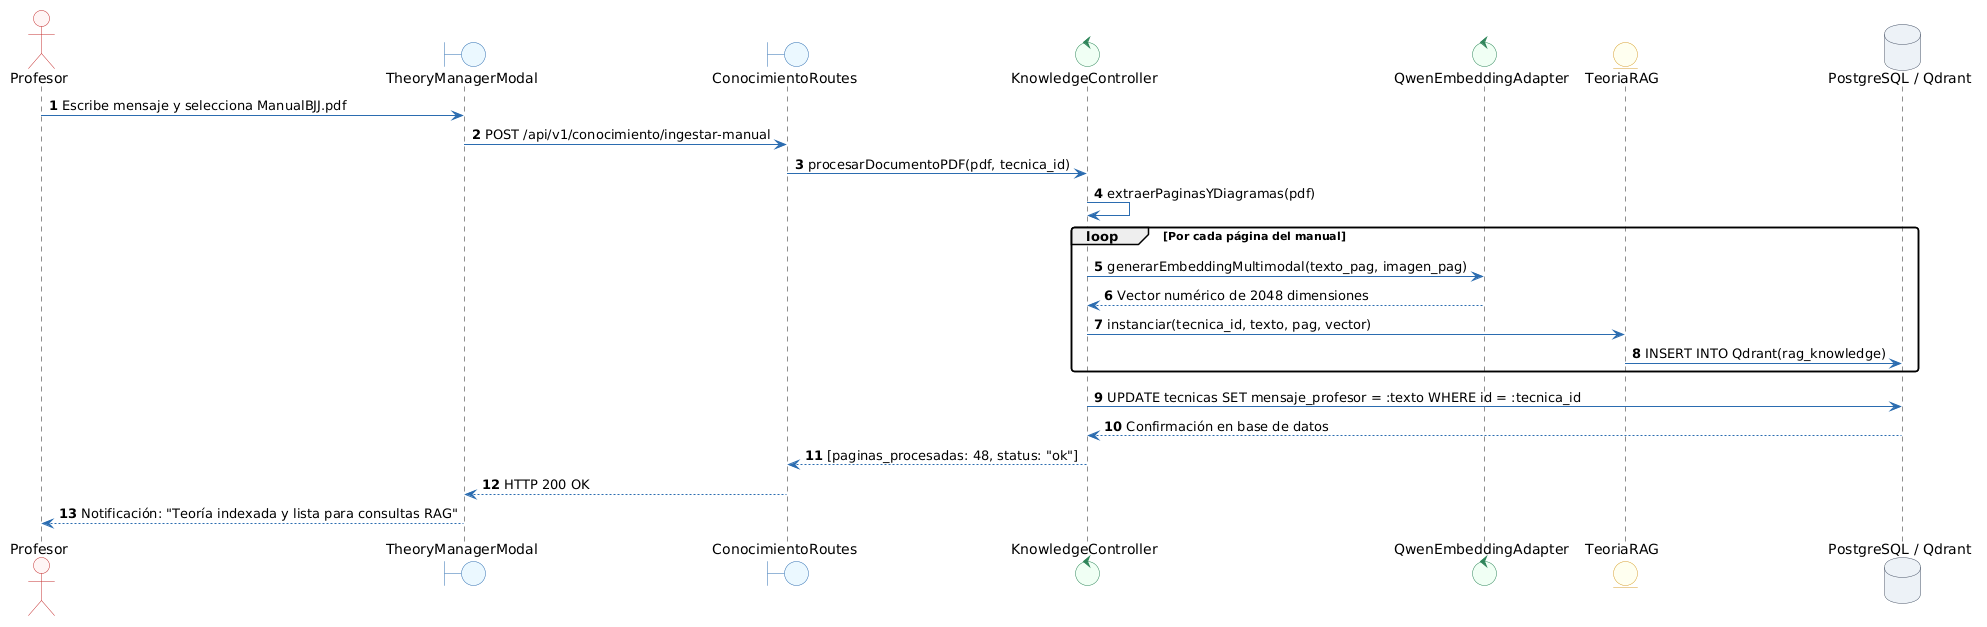 Profesor
TheoryManagerModal
ConocimientoRoutes
KnowledgeController
QwenEmbeddingAdapter
TeoriaRAG
PostgreSQL / Qdrant
1 Escribe mensaje y selecciona ManualBJJ.pdf
2 POST /api/v1/conocimiento/ingestar-manual
3 procesarDocumentoPDF(pdf, tecnica_id)
4 extraerPaginasYDiagramas(pdf)
loop [Por cada página del manual]
5 generarEmbeddingMultimodal(texto_pag, imagen_pag)
6 Vector numérico de 2048 dimensiones
7 instanciar(tecnica_id, texto, pag, vector)
8 INSERT INTO Qdrant(rag_knowledge)
9 UPDATE tecnicas SET mensaje_profesor = :texto WHERE id = :tecnica_id
10 Confirmación en base de datos
11 [paginas_procesadas: 48, status: "ok"]
12 HTTP 200 OK
13 Notificación: "Teoría indexada y lista para consultas RAG"
Profesor
TheoryManagerModal
ConocimientoRoutes
KnowledgeController
QwenEmbeddingAdapter
TeoriaRAG
PostgreSQL / Qdrant